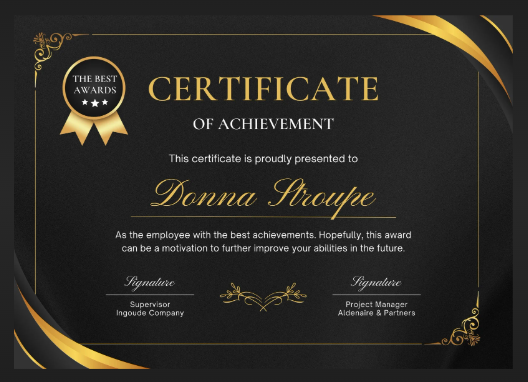 THE BEST
AWARDS
CERTIFICATE
OF ACHIEVEMENT
This certificate is proudly presented to
Donna Stroupe
As the employee with the best achievements. Hopefully, this award
can be a motivation to further improve your abilities in the future.
Signature
Supervisor
Ingoude Company
Signature
Project Manager
Aldenaire & Partners